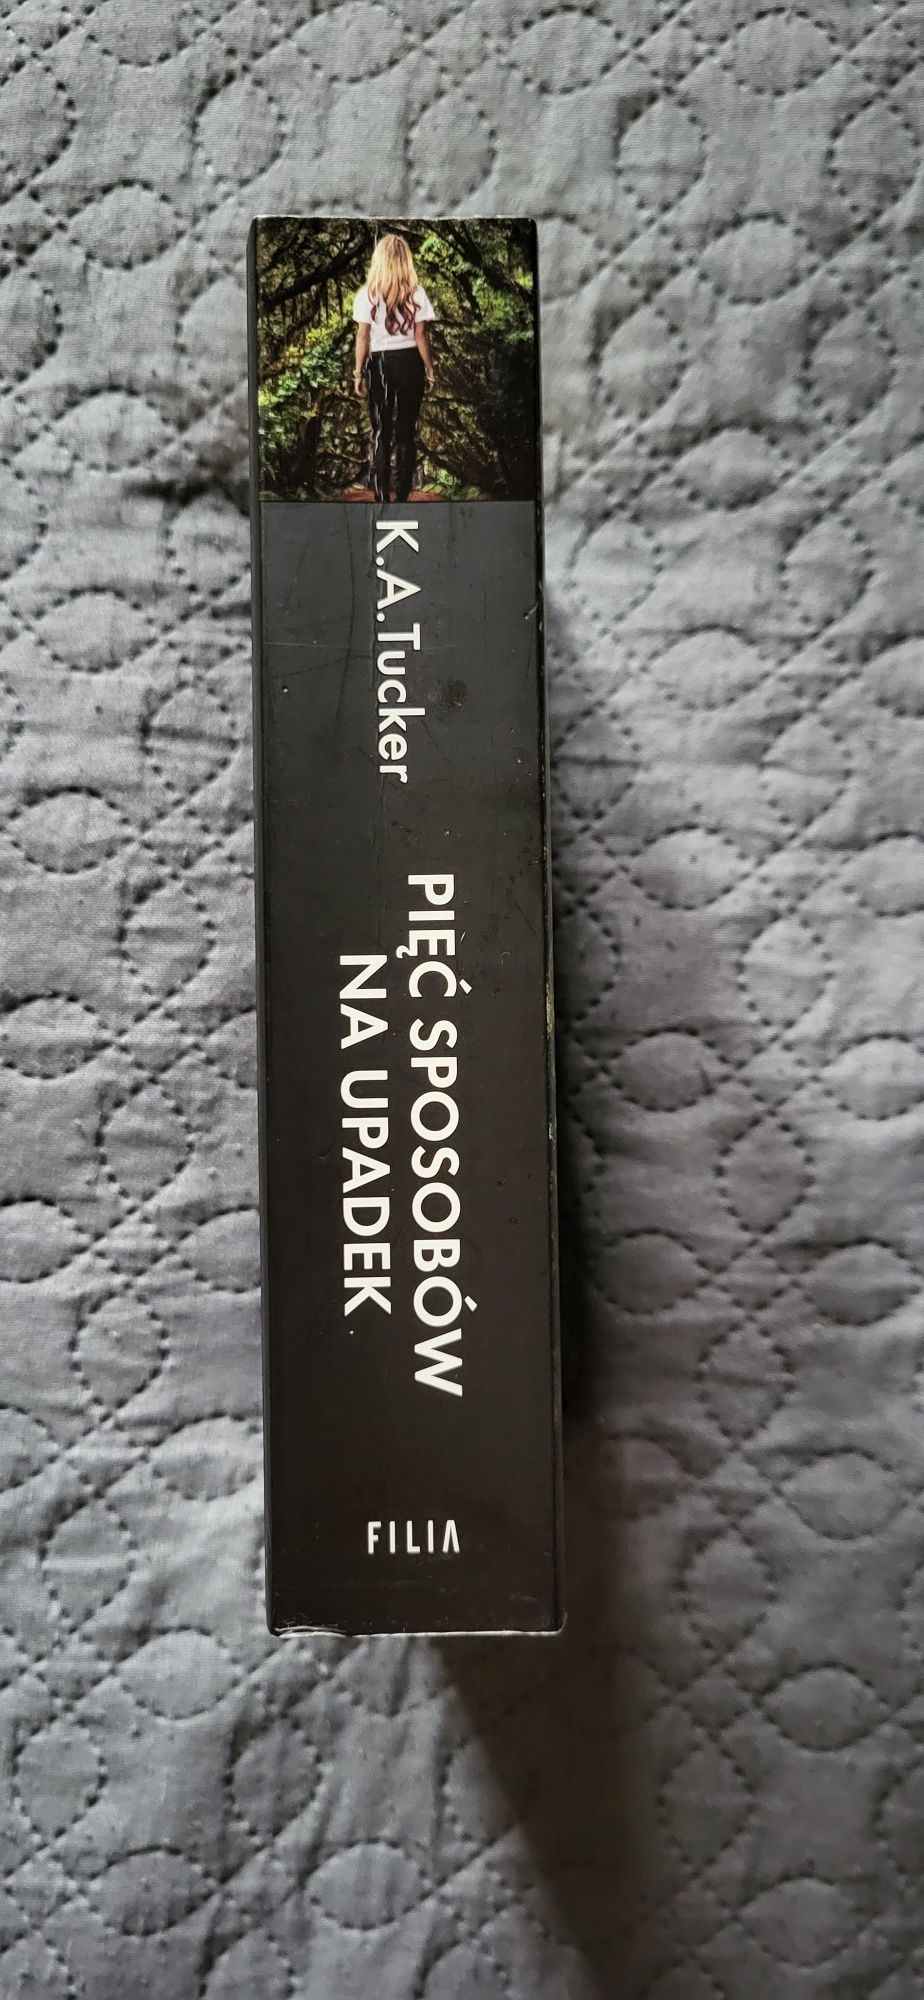 K.A. Tucker
PIĘĆ SPOSOBÓW
NA UPADEK
FILIA